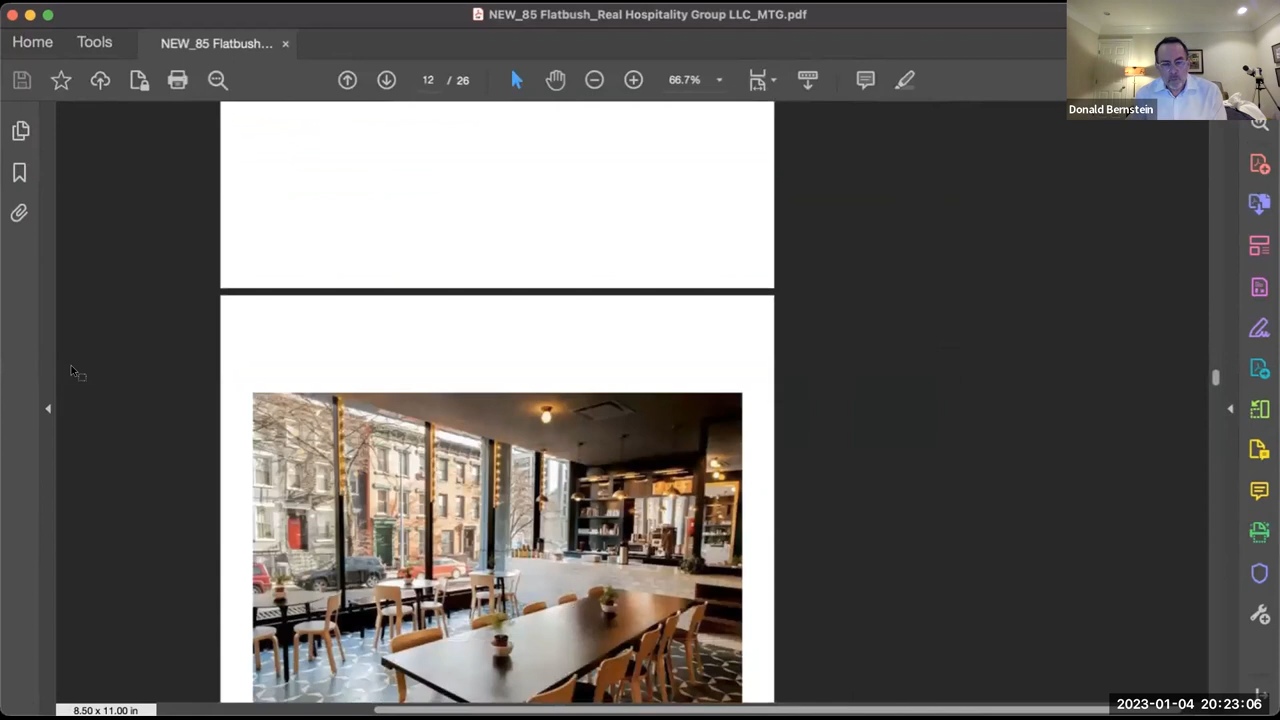 NEW_85 Flatbush_Real Hospitality Group LLC_MTG.pdf
Home
Tools
NEW_85 Flatbush...
12 / 26
66.7%
Donald Bernstein
8.50 x 11.00 in
2023-01-04 20:23:06